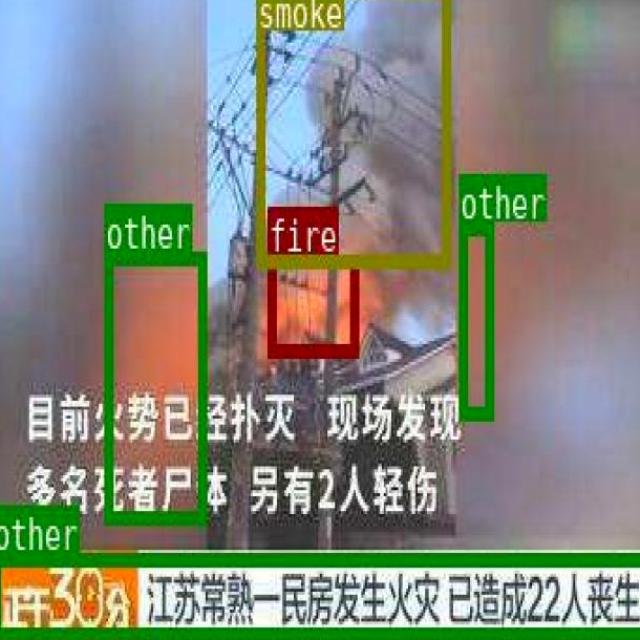 smoke
other
fire
other
目前火势已经扑灭 现场发现
多名死者尸体 另有2人轻伤
other
正午30分
江苏常熟一民房发生火灾 已造成22人丧生